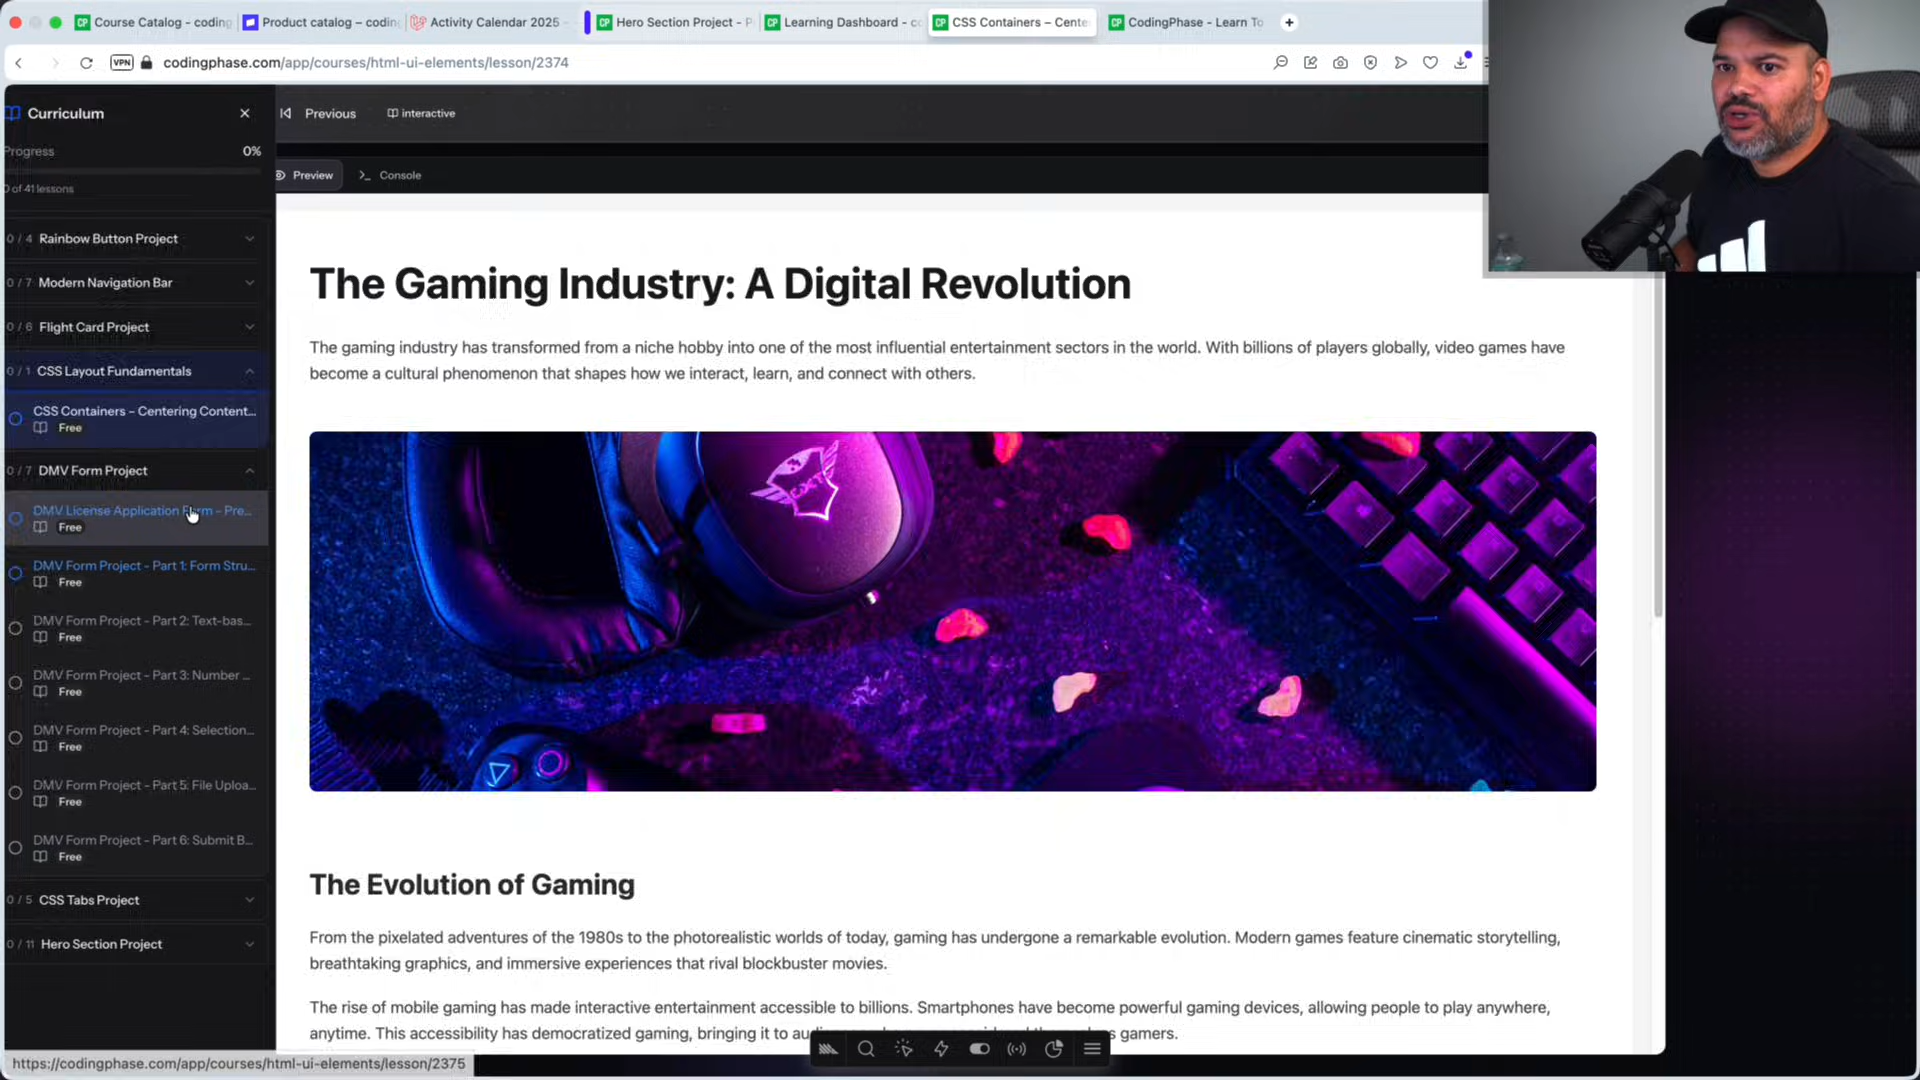 Course Catalog - coding
Product catalog – codin
Activity Calendar 2025 -
Hero Section Project - P
Learning Dashboard - co
CSS Containers – Cente
CodingPhase - Learn To
VPN
codingphase.com/app/courses/html-ui-elements/lesson/2374
Curriculum
Previous
interactive
Progress
0%
0 of 41 lessons
Preview
Console
0 / 4 Rainbow Button Project
0 / 7 Modern Navigation Bar
0 / 6 Flight Card Project
0 / 1 CSS Layout Fundamentals
CSS Containers – Centering Content...
Free
0 / 7 DMV Form Project
DMV License Application Form - Pre...
Free
DMV Form Project - Part 1: Form Stru...
Free
DMV Form Project - Part 2: Text-bas...
Free
DMV Form Project - Part 3: Number ...
Free
DMV Form Project - Part 4: Selection...
Free
DMV Form Project - Part 5: File Uploa...
Free
DMV Form Project - Part 6: Submit B...
Free
0 / 5 CSS Tabs Project
0 / 11 Hero Section Project
The Gaming Industry: A Digital Revolution
The gaming industry has transformed from a niche hobby into one of the most influential entertainment sectors in the world. With billions of players globally, video games have
become a cultural phenomenon that shapes how we interact, learn, and connect with others.
GXT
The Evolution of Gaming
From the pixelated adventures of the 1980s to the photorealistic worlds of today, gaming has undergone a remarkable evolution. Modern games feature cinematic storytelling,
breathtaking graphics, and immersive experiences that rival blockbuster movies.
The rise of mobile gaming has made interactive entertainment accessible to billions. Smartphones have become powerful gaming devices, allowing people to play anywhere,
anytime. This accessibility has democratized gaming, bringing it to s gamers.
https://codingphase.com/app/courses/html-ui-elements/lesson/2375